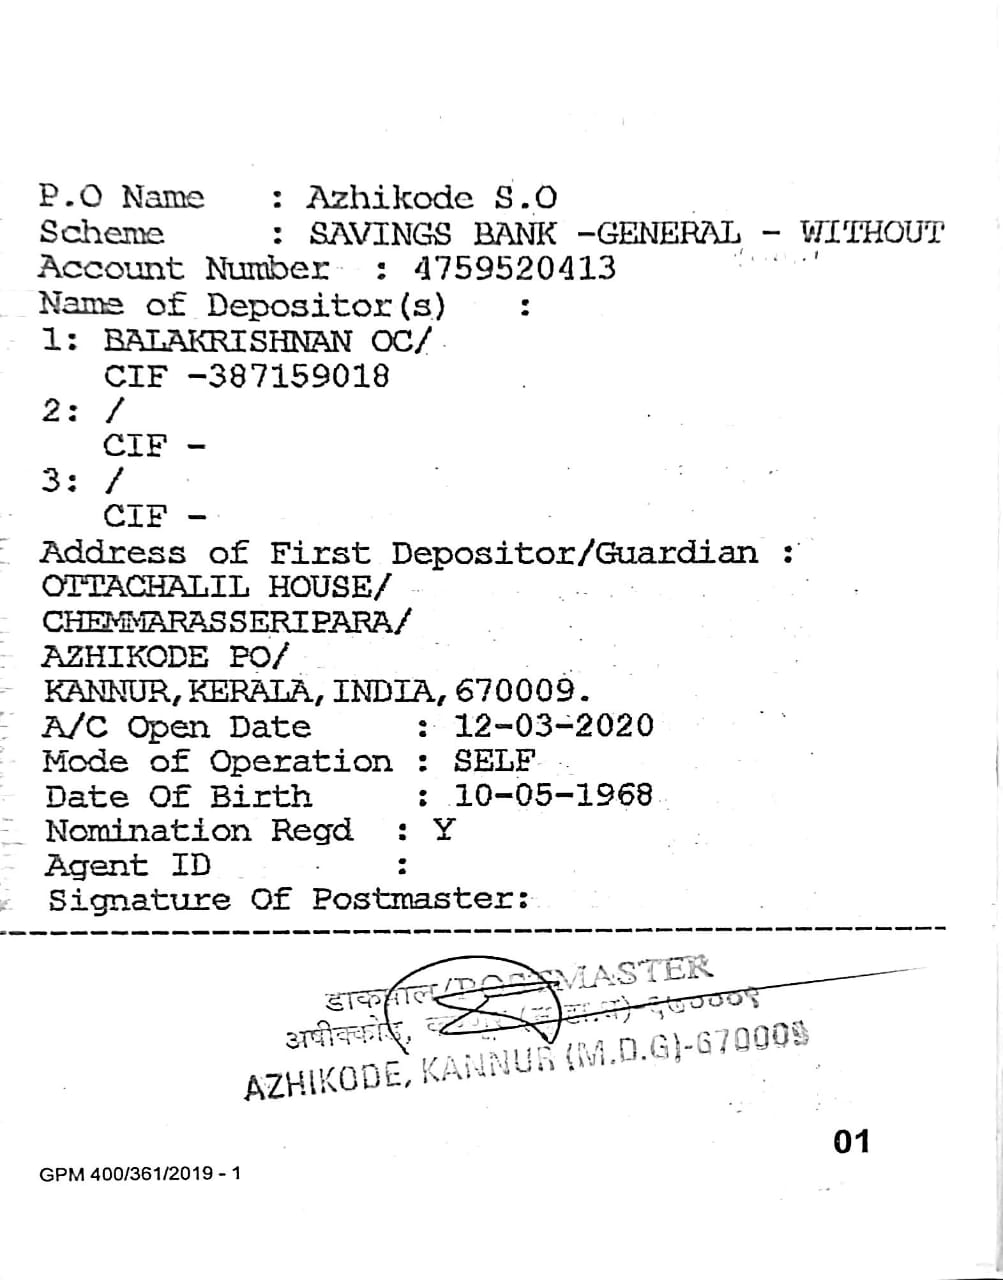 P.O Name : Azhikode S.O
Scheme : SAVINGS BANK -GENERAL - WITHOUT
Account Number : 4759520413
Name of Depositor(s) :
1: BALAKRISHNAN OC/
CIF -387159018
2: /
CIF -
3: /
CIF -
Address of First Depositor/Guardian :
OTTACHALIL HOUSE/
CHEMMARASSERIPARA/
AZHIKODE PO/
KANNUR,KERALA,INDIA,670009.
A/C Open Date : 12-03-2020
Mode of Operation : SELF
Date Of Birth : 10-05-1968
Nomination Regd : Y
Agent ID :
Signature Of Postmaster:
डाकपाल/POSTMASTER
अषीक्कोड,
AZHIKODE, KANNUR (M.D.G)-670009
01
GPM 400/361/2019 - 1